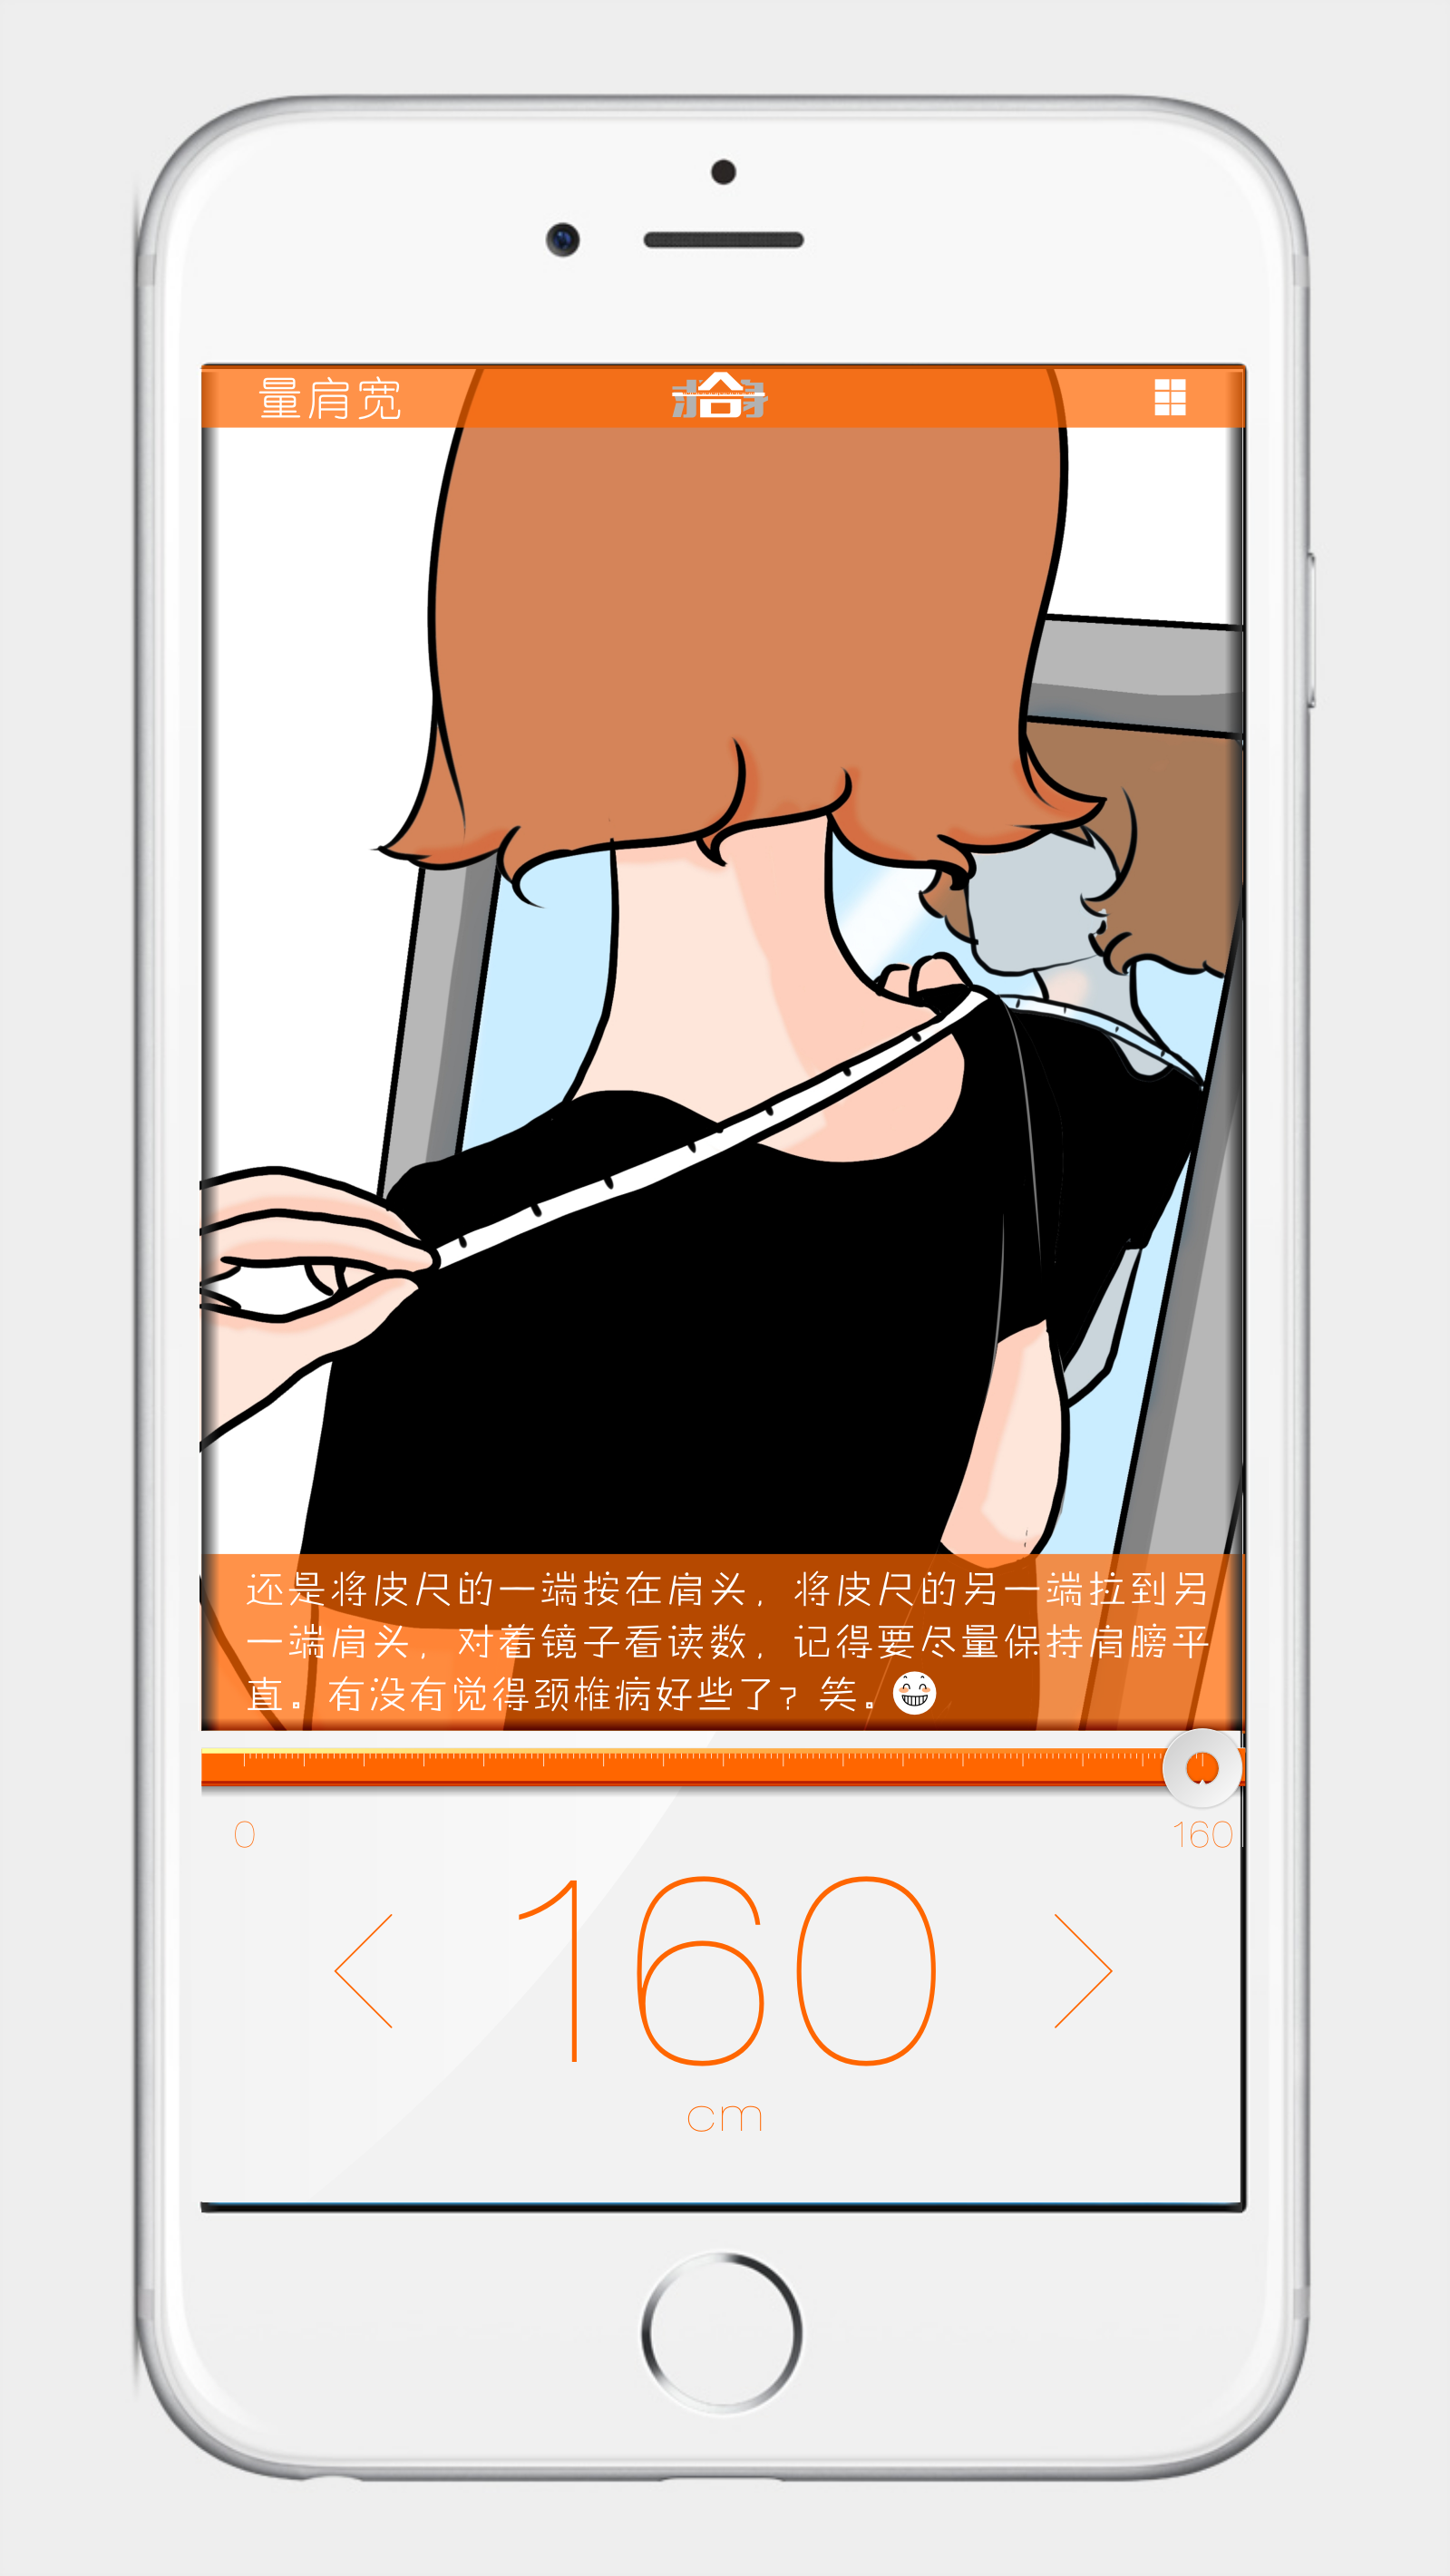 量肩宽
还是将皮尺的一端按在肩头，将皮尺的另一端拉到另
一端肩头，对着镜子看读数，记得要尽量保持肩膀平
直。有没有觉得颈椎病好些了？笑。
0
160
160
cm